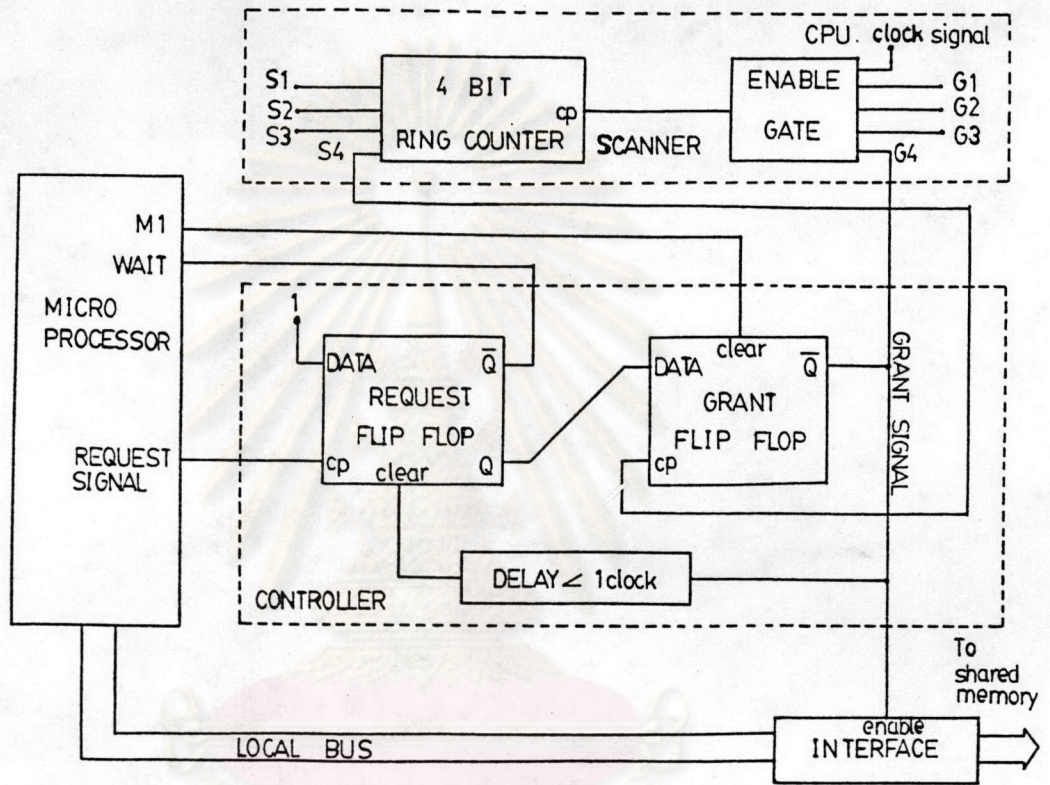 CPU. clock signal
S1
S2
S3
S4
4 BIT
RING COUNTER
cp
SCANNER
ENABLE
GATE
G1
G2
G3
G4
M1
WAIT
MICRO
PROCESSOR
REQUEST
SIGNAL
1
DATA
Q̅
REQUEST
FLIP FLOP
cp
clear
Q
DATA
clear
Q̅
GRANT
FLIP FLOP
cp
GRANT SIGNAL
DELAY < 1clock
CONTROLLER
To
shared
memory
LOCAL BUS
enable
INTERFACE